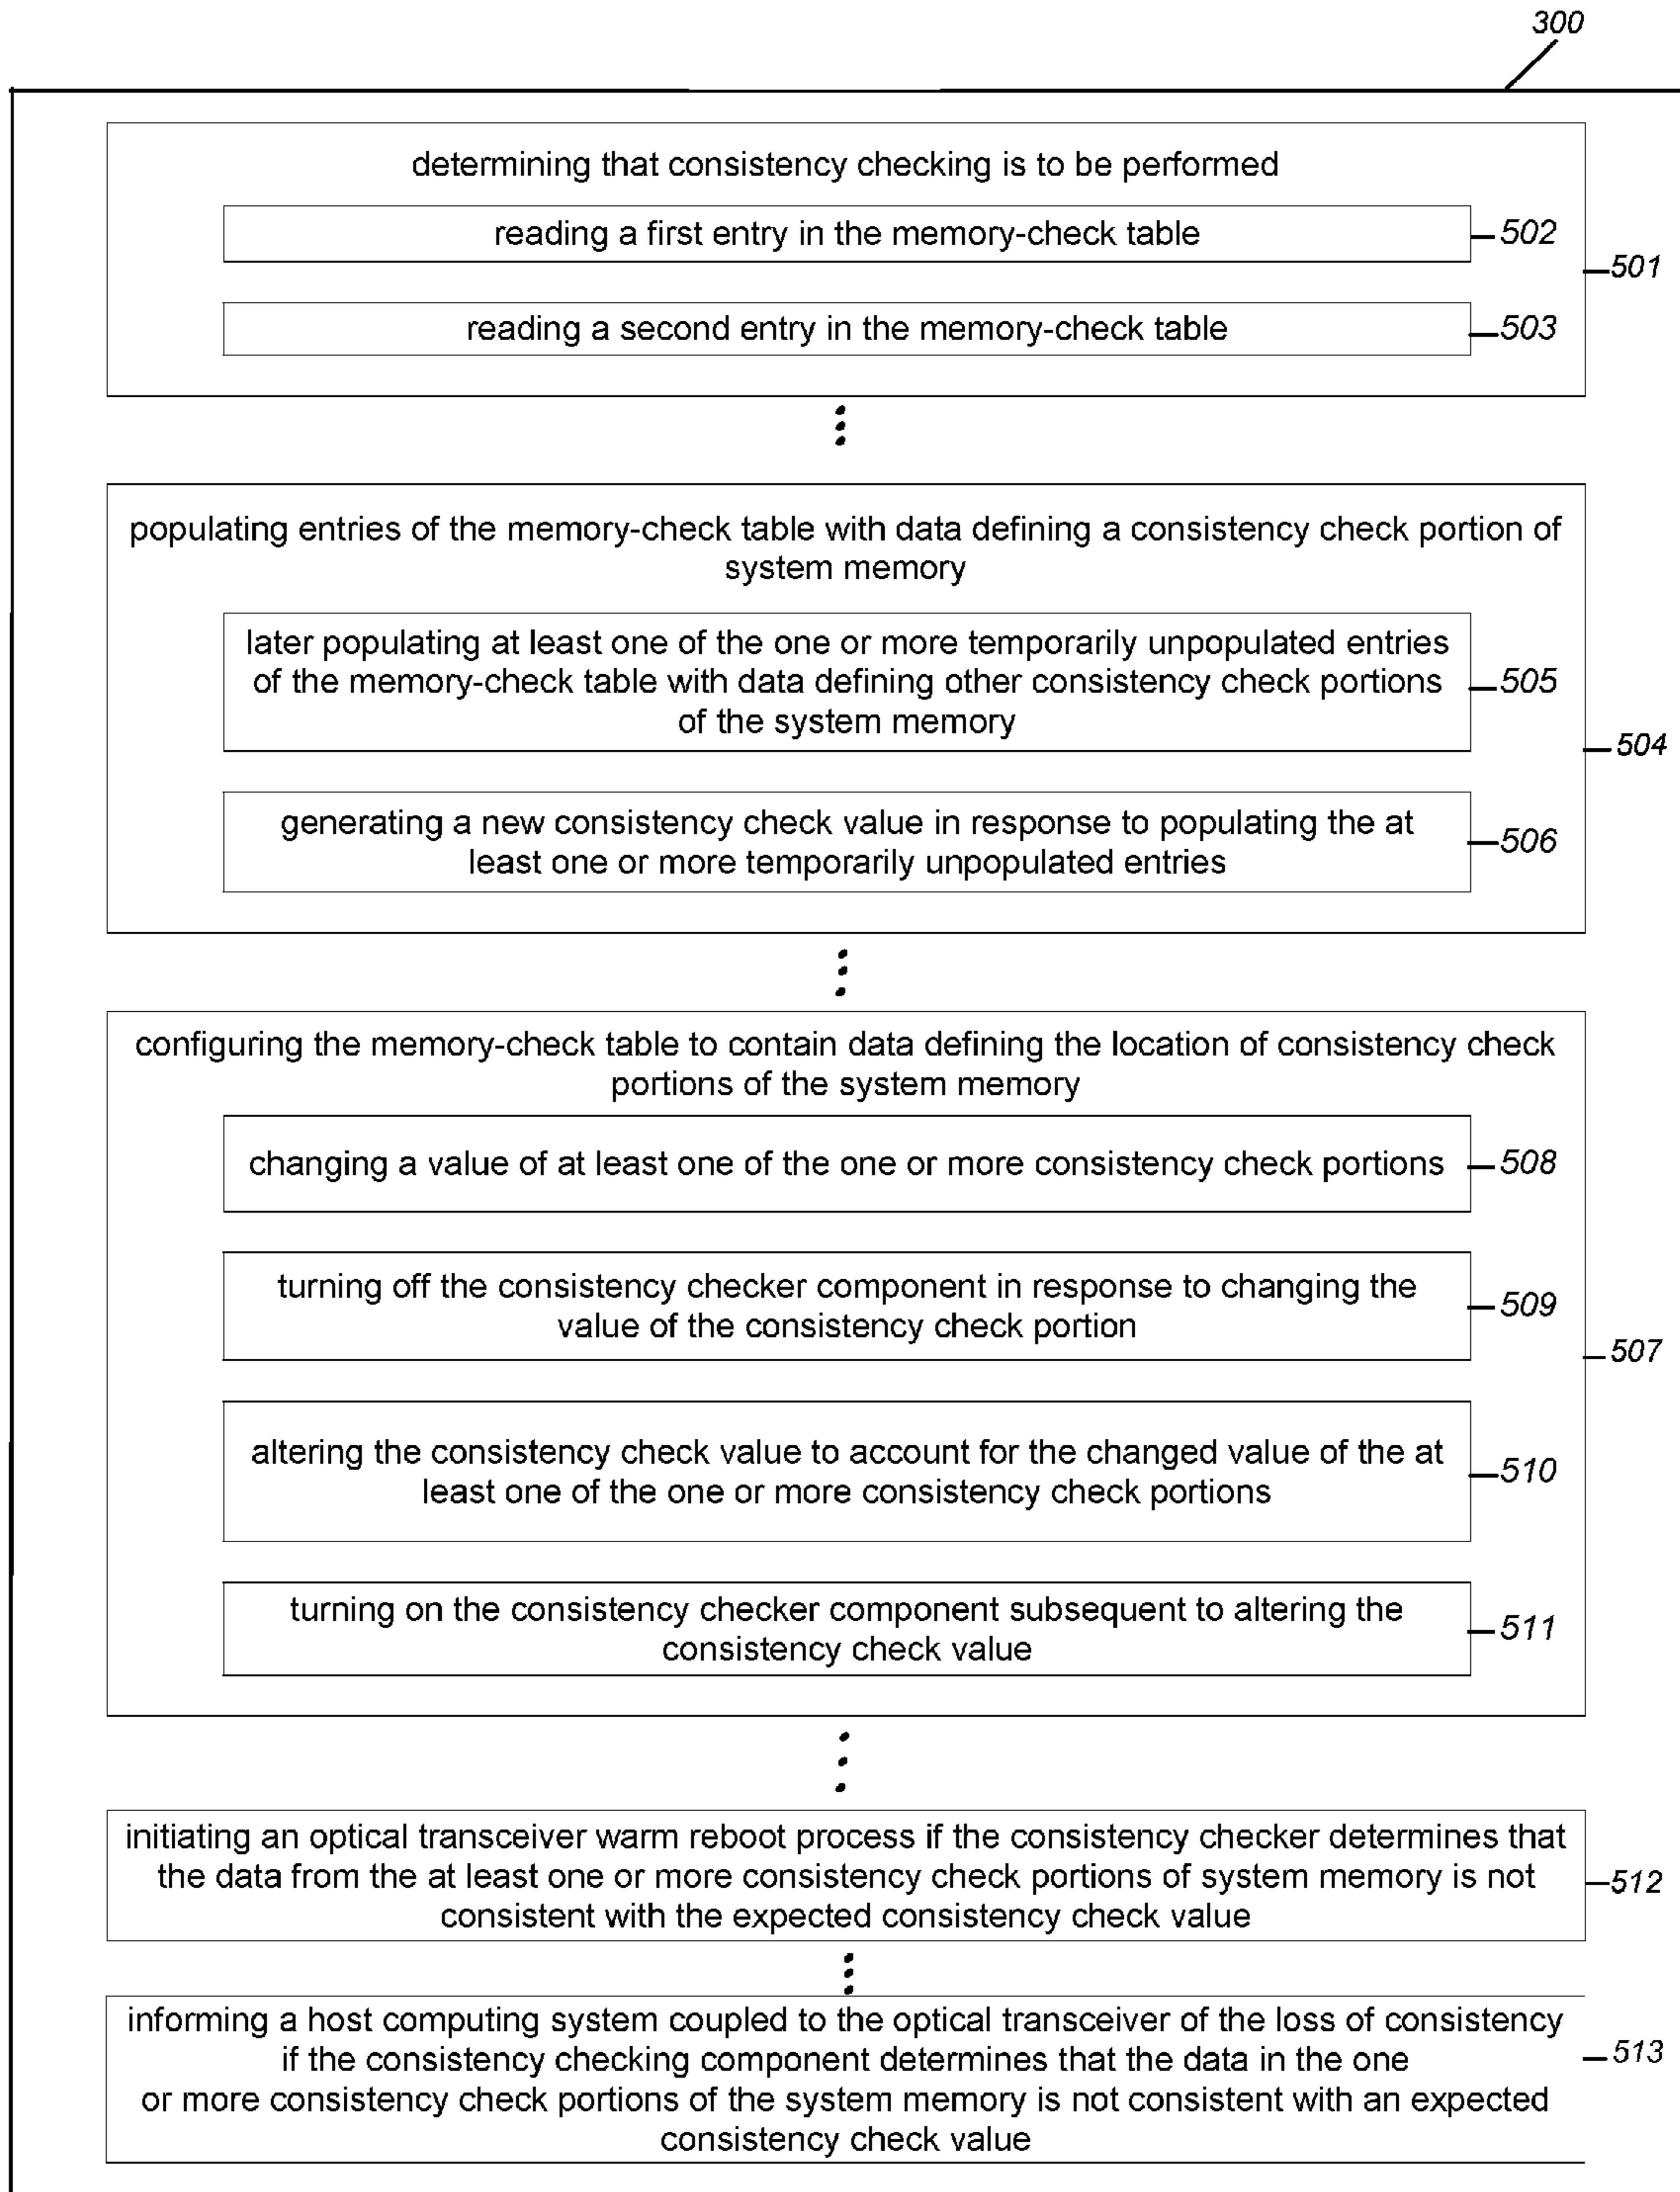 300
determining that consistency checking is to be performed
reading a first entry in the memory-check table
502
501
reading a second entry in the memory-check table
503
populating entries of the memory-check table with data defining a consistency check portion of
system memory
later populating at least one of the one or more temporarily unpopulated entries
of the memory-check table with data defining other consistency check portions
of the system memory
505
504
generating a new consistency check value in response to populating the at
least one or more temporarily unpopulated entries
506
configuring the memory-check table to contain data defining the location of consistency check
portions of the system memory
changing a value of at least one of the one or more consistency check portions
508
turning off the consistency checker component in response to changing the
value of the consistency check portion
509
507
altering the consistency check value to account for the changed value of the at
least one of the one or more consistency check portions
510
turning on the consistency checker component subsequent to altering the
consistency check value
511
initiating an optical transceiver warm reboot process if the consistency checker determines that
the data from the at least one or more consistency check portions of system memory is not
consistent with the expected consistency check value
512
informing a host computing system coupled to the optical transceiver of the loss of consistency
if the consistency checking component determines that the data in the one
or more consistency check portions of the system memory is not consistent with an expected
consistency check value
513